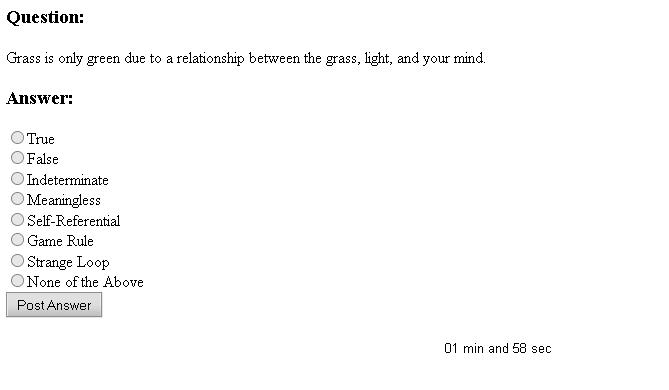 Question:
Grass is only green due to a relationship between the grass, light, and your mind.
Answer:
True
False
Indeterminate
Meaningless
Self-Referential
Game Rule
Strange Loop
None of the Above
Post Answer
01 min and 58 sec